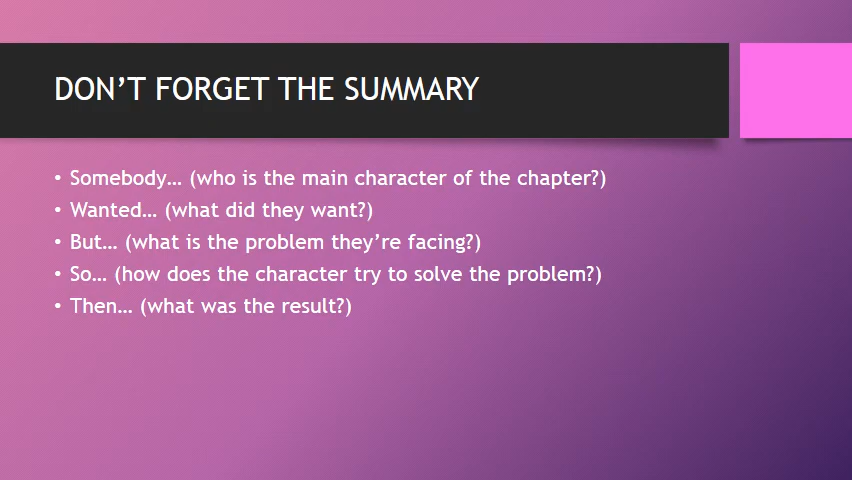 DON’T FORGET THE SUMMARY
• Somebody… (who is the main character of the chapter?)
• Wanted… (what did they want?)
• But… (what is the problem they’re facing?)
• So… (how does the character try to solve the problem?)
• Then… (what was the result?)